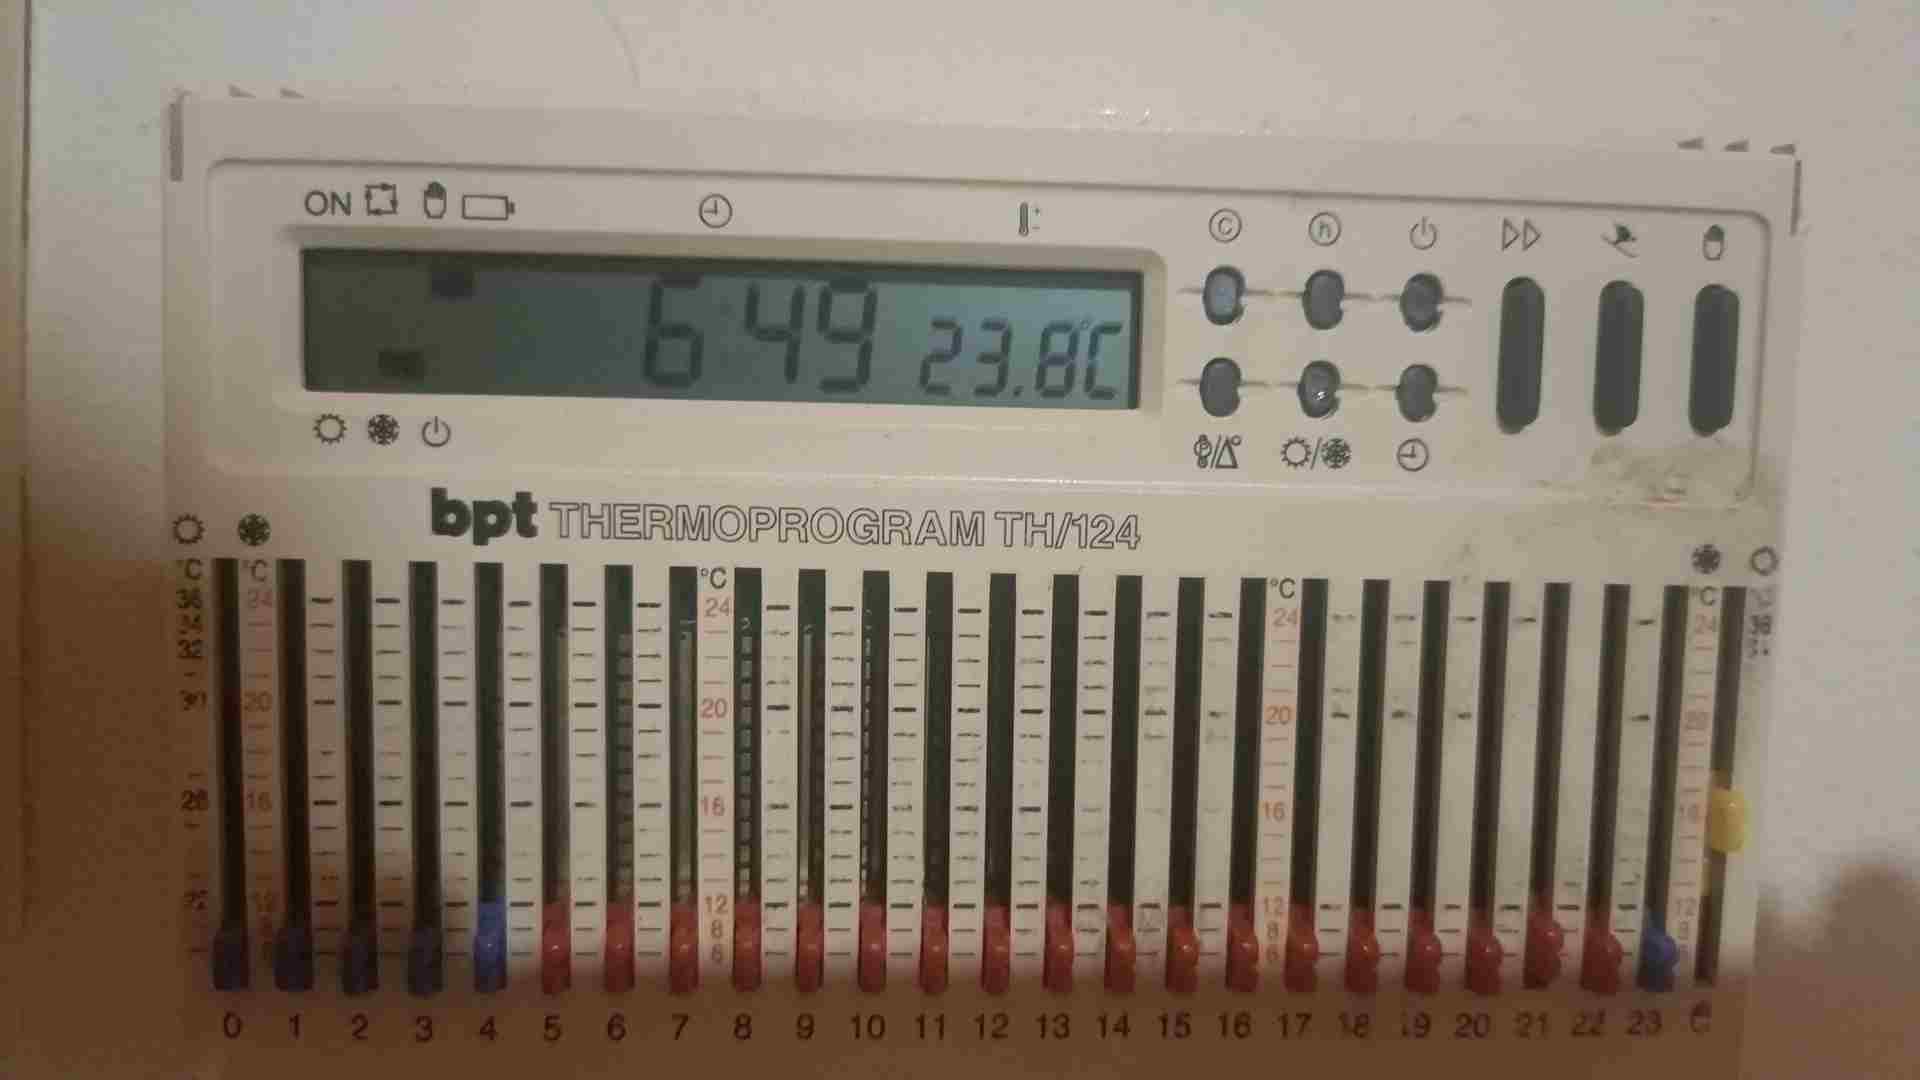 ON
6 49 23.8°C
C h
P/Δ°
bpt THERMOPROGRAM TH/124
°C °C °C °C °C
36 24 24 24 24
32
30 20 20 20 20
28 16 16 16 16
12 12 12 12
8 8 8
6 6 6
0 1 2 3 4 5 6 7 8 9 10 11 12 13 14 15 16 17 18 19 20 21 22 23